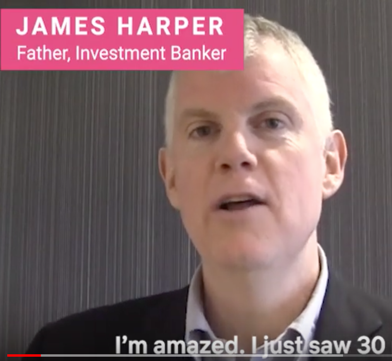 JAMES HARPER
Father, Investment Banker
I'm amazed. I just saw 30